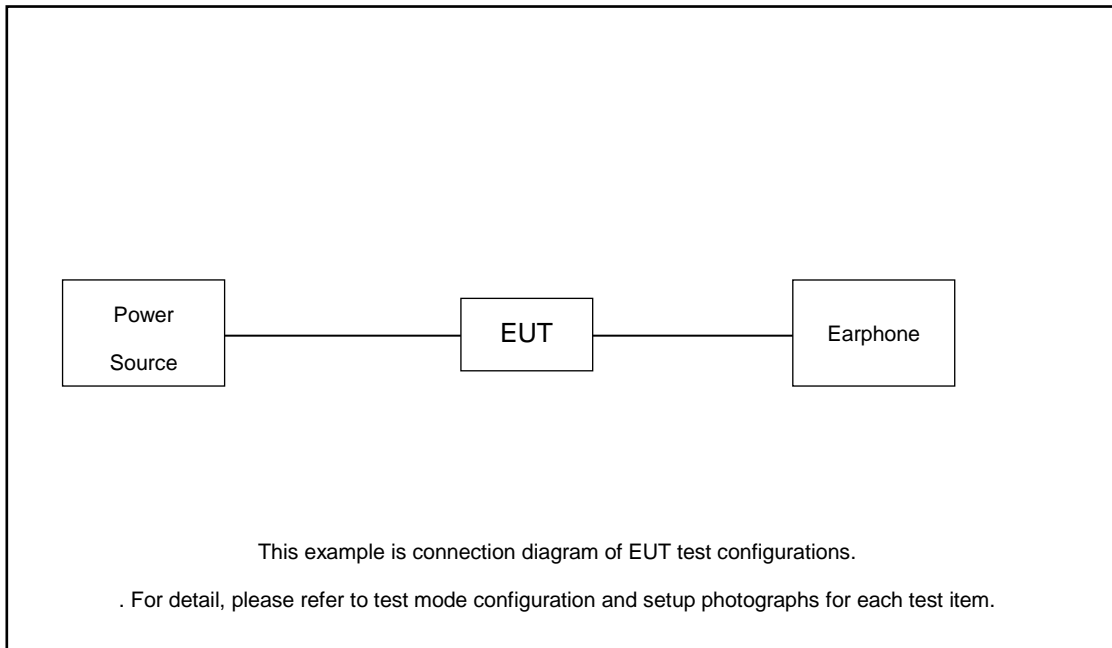 Power
Source
EUT
Earphone
This example is connection diagram of EUT test configurations.
. For detail, please refer to test mode configuration and setup photographs for each test item.